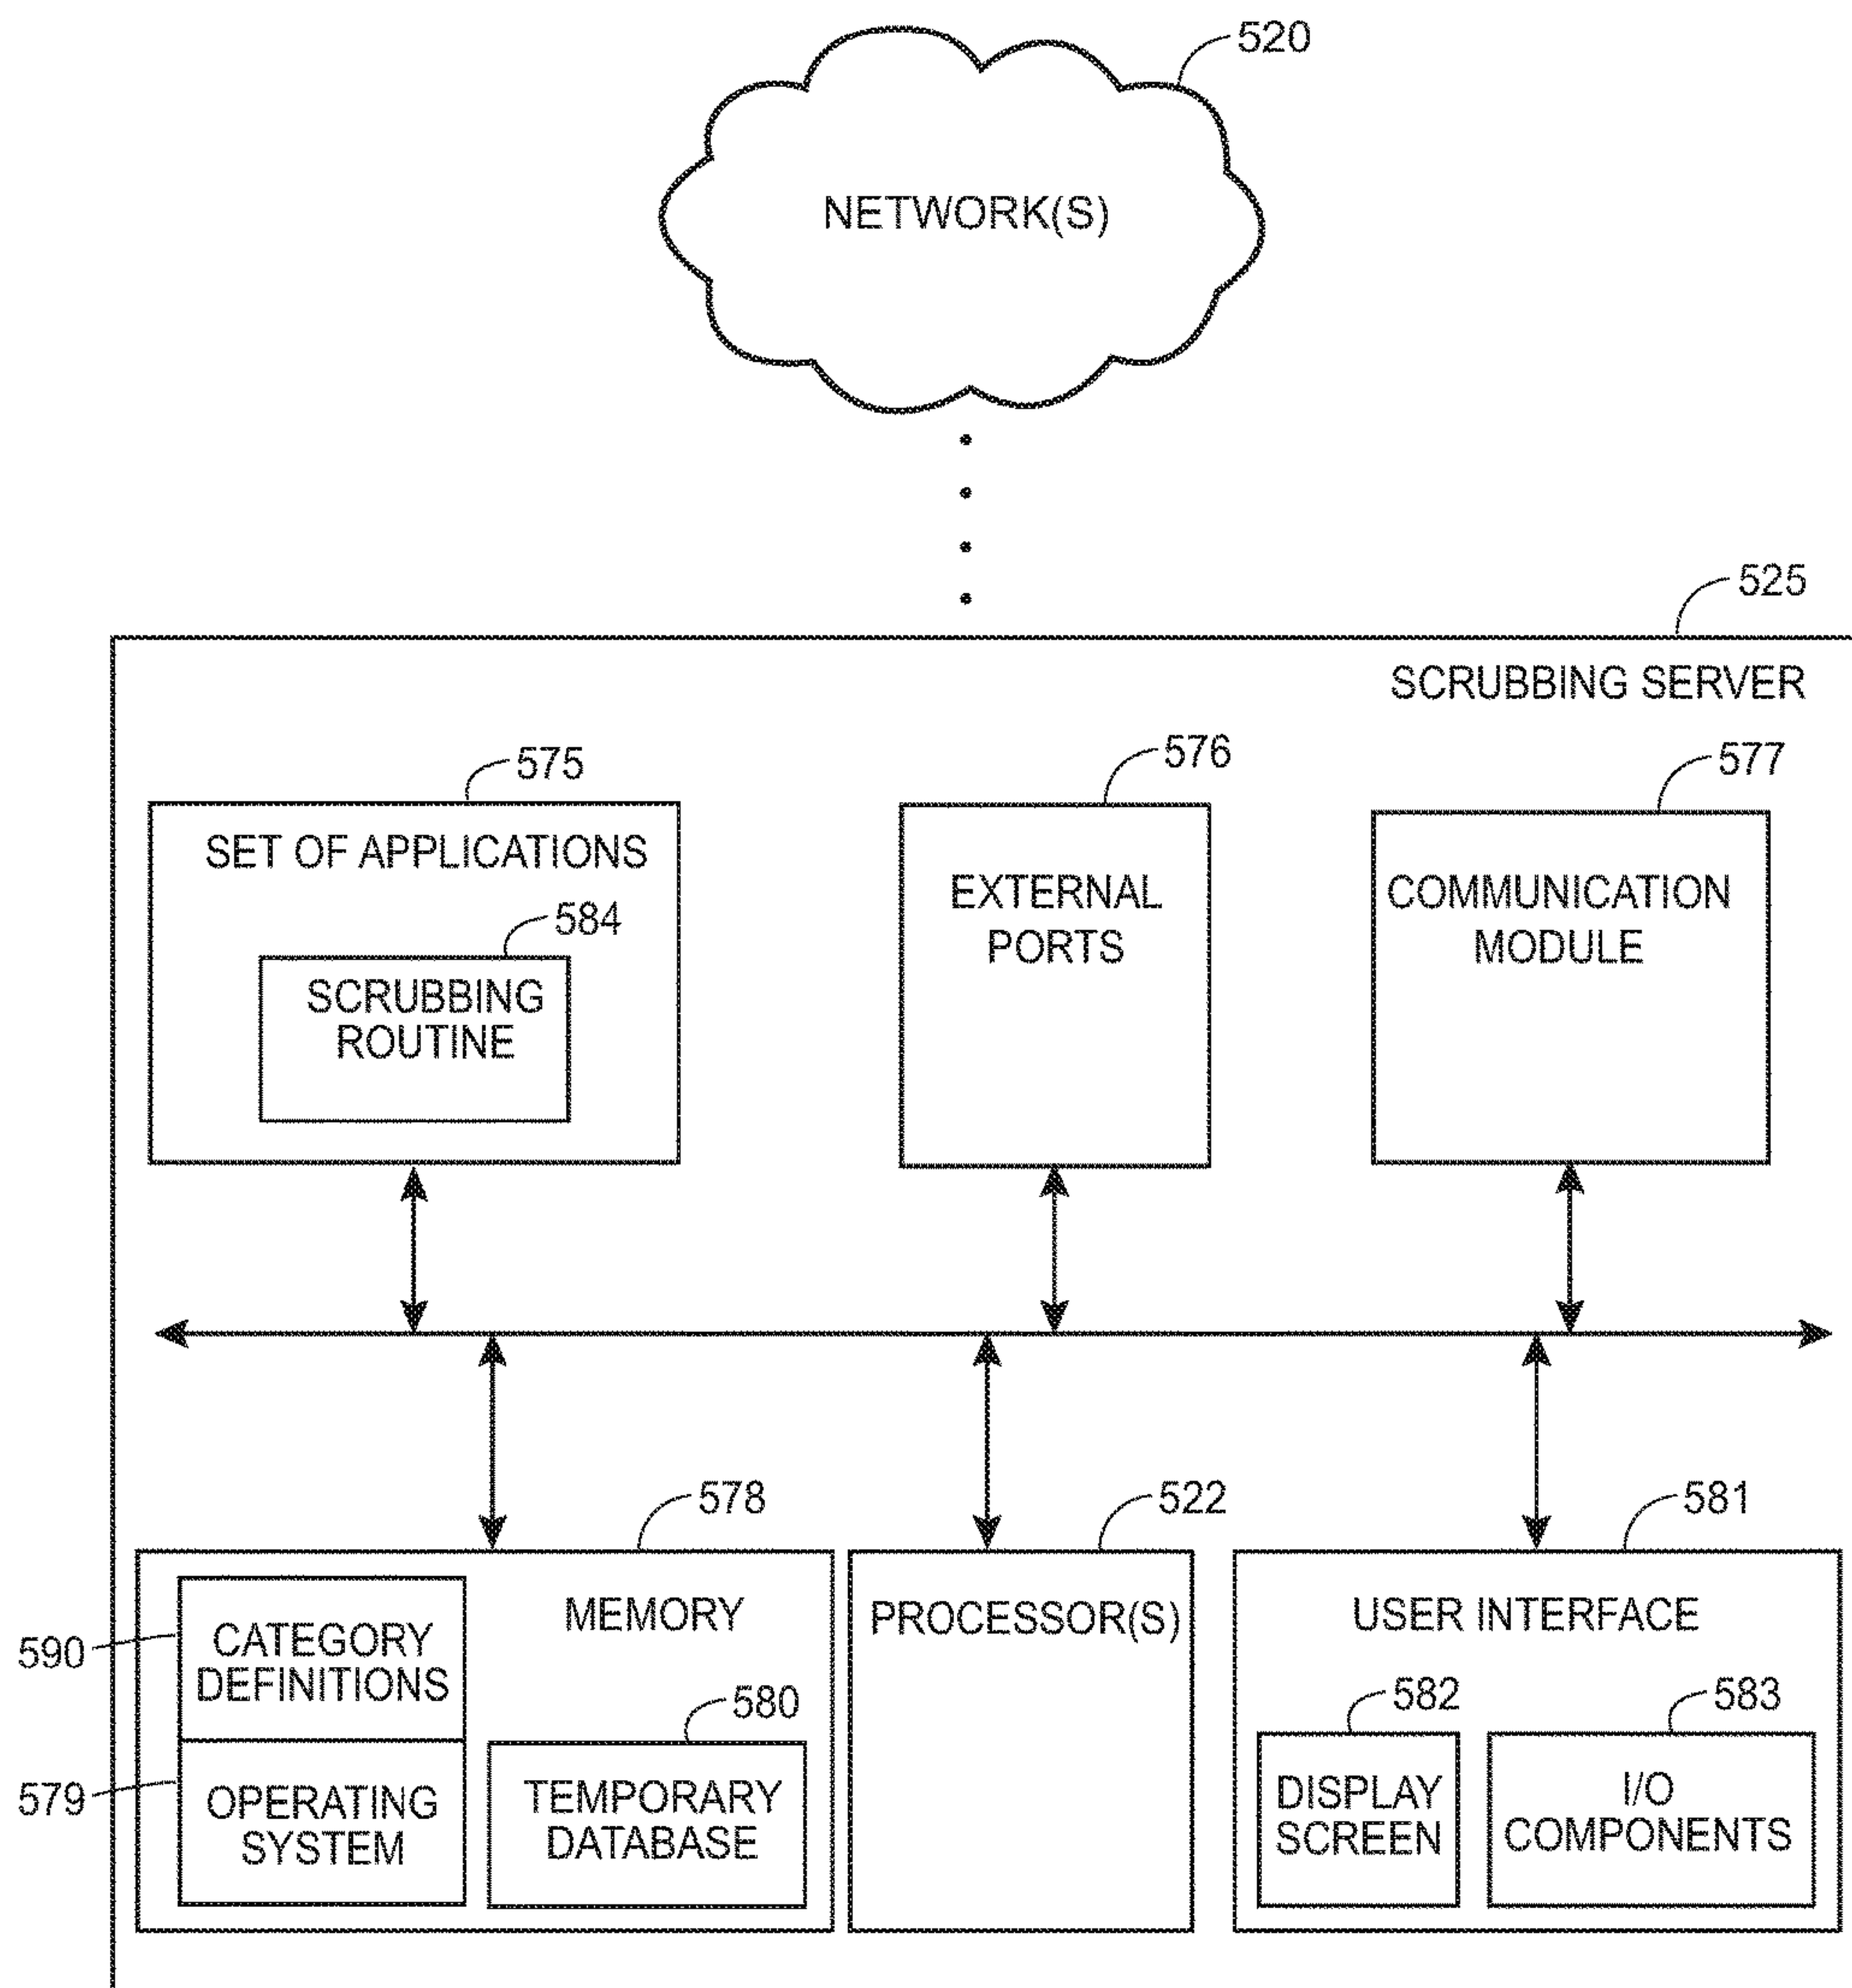 520
NETWORK(S)
525
SCRUBBING SERVER
575
576
577
SET OF APPLICATIONS
584
SCRUBBING
ROUTINE
EXTERNAL
PORTS
COMMUNICATION
MODULE
578
522
581
MEMORY
590
CATEGORY
DEFINITIONS
579
OPERATING
SYSTEM
580
TEMPORARY
DATABASE
PROCESSOR(S)
USER INTERFACE
582
DISPLAY
SCREEN
583
I/O
COMPONENTS